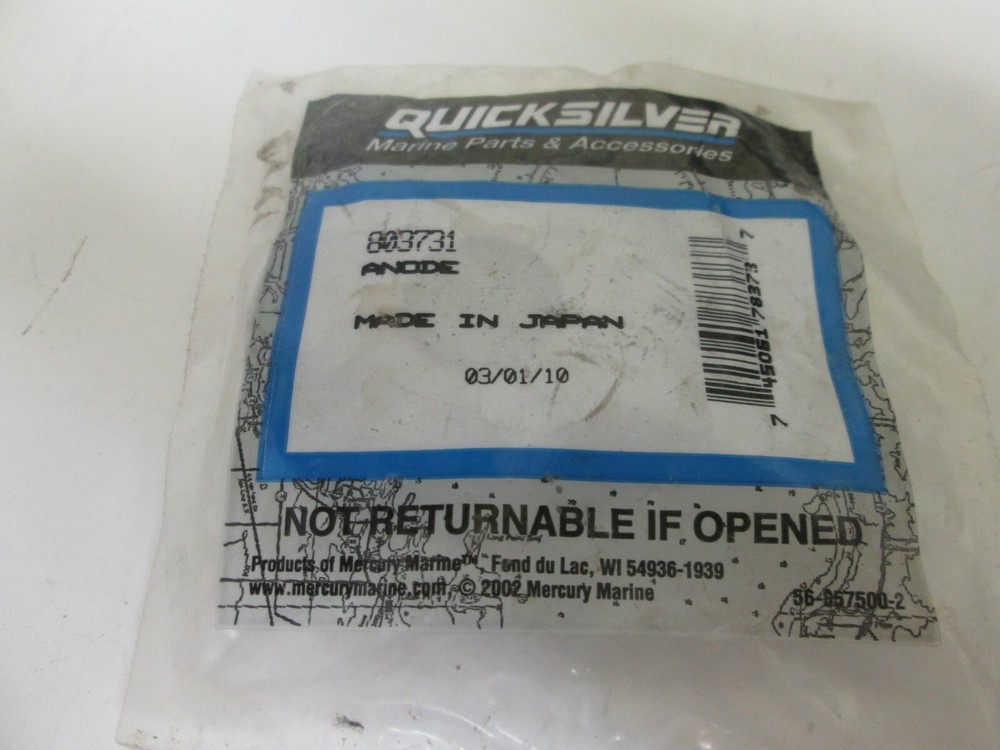 QUICKSILVER
Marine Parts & Accessories
803731
ANODE
MADE IN JAPAN
03/01/10
7 45061 78373 7
NOT RETURNABLE IF OPENED
Products of Mercury Marine™ Fond du Lac, WI 54936-1939
www.mercurymarine.com © 2002 Mercury Marine
56-857500-2